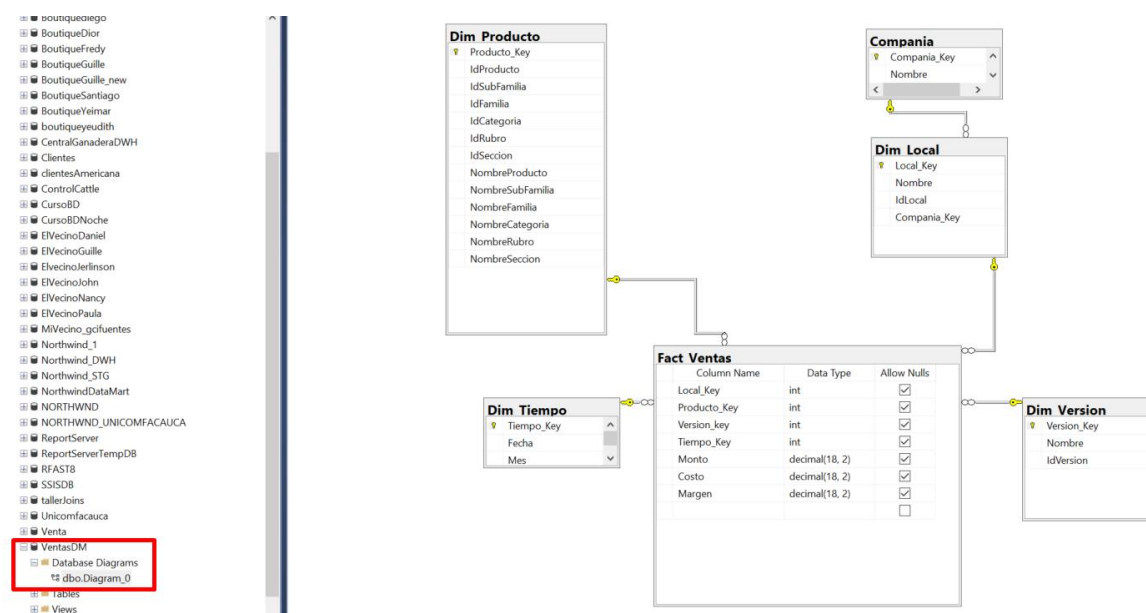 Boutiquediego
BoutiqueDior
BoutiqueFredy
BoutiqueGuille
BoutiqueGuille_new
BoutiqueSantiago
BoutiqueYeimar
boutiqueyeudith
CentralGanaderaDWH
Clientes
clientesAmericana
ControlCattle
CursoBD
CursoBDNoche
ElVecinoDaniel
ElVecinoGuille
ElvecinoJerlinson
ElVecinoJohn
ElVecinoNancy
ElVecinoPaula
MiVecino_gcifuentes
Northwind_1
Northwind_DWH
Northwind_STG
NorthwindDataMart
NORTHWND
NORTHWND_UNICOMFACAUCA
ReportServer
ReportServerTempDB
RFAST8
SSISDB
tallerJoins
Unicomfacauca
Venta
VentasDM
Database Diagrams
dbo.Diagram_0
Tables
Views
Dim_Producto
Producto_Key
IdProducto
IdSubFamilia
IdFamilia
IdCategoria
IdRubro
IdSeccion
NombreProducto
NombreSubFamilia
NombreFamilia
NombreCategoria
NombreRubro
NombreSeccion
Compania
Compania_Key
Nombre
Dim_Local
Local_Key
Nombre
IdLocal
Compania_Key
Fact_Ventas
Column Name Data Type Allow Nulls
Local_Key int
Producto_Key int
Version_key int
Tiempo_Key int
Monto decimal(18, 2)
Costo decimal(18, 2)
Margen decimal(18, 2)
Dim_Tiempo
Tiempo_Key
Fecha
Mes
Dim_Version
Version_Key
Nombre
IdVersion